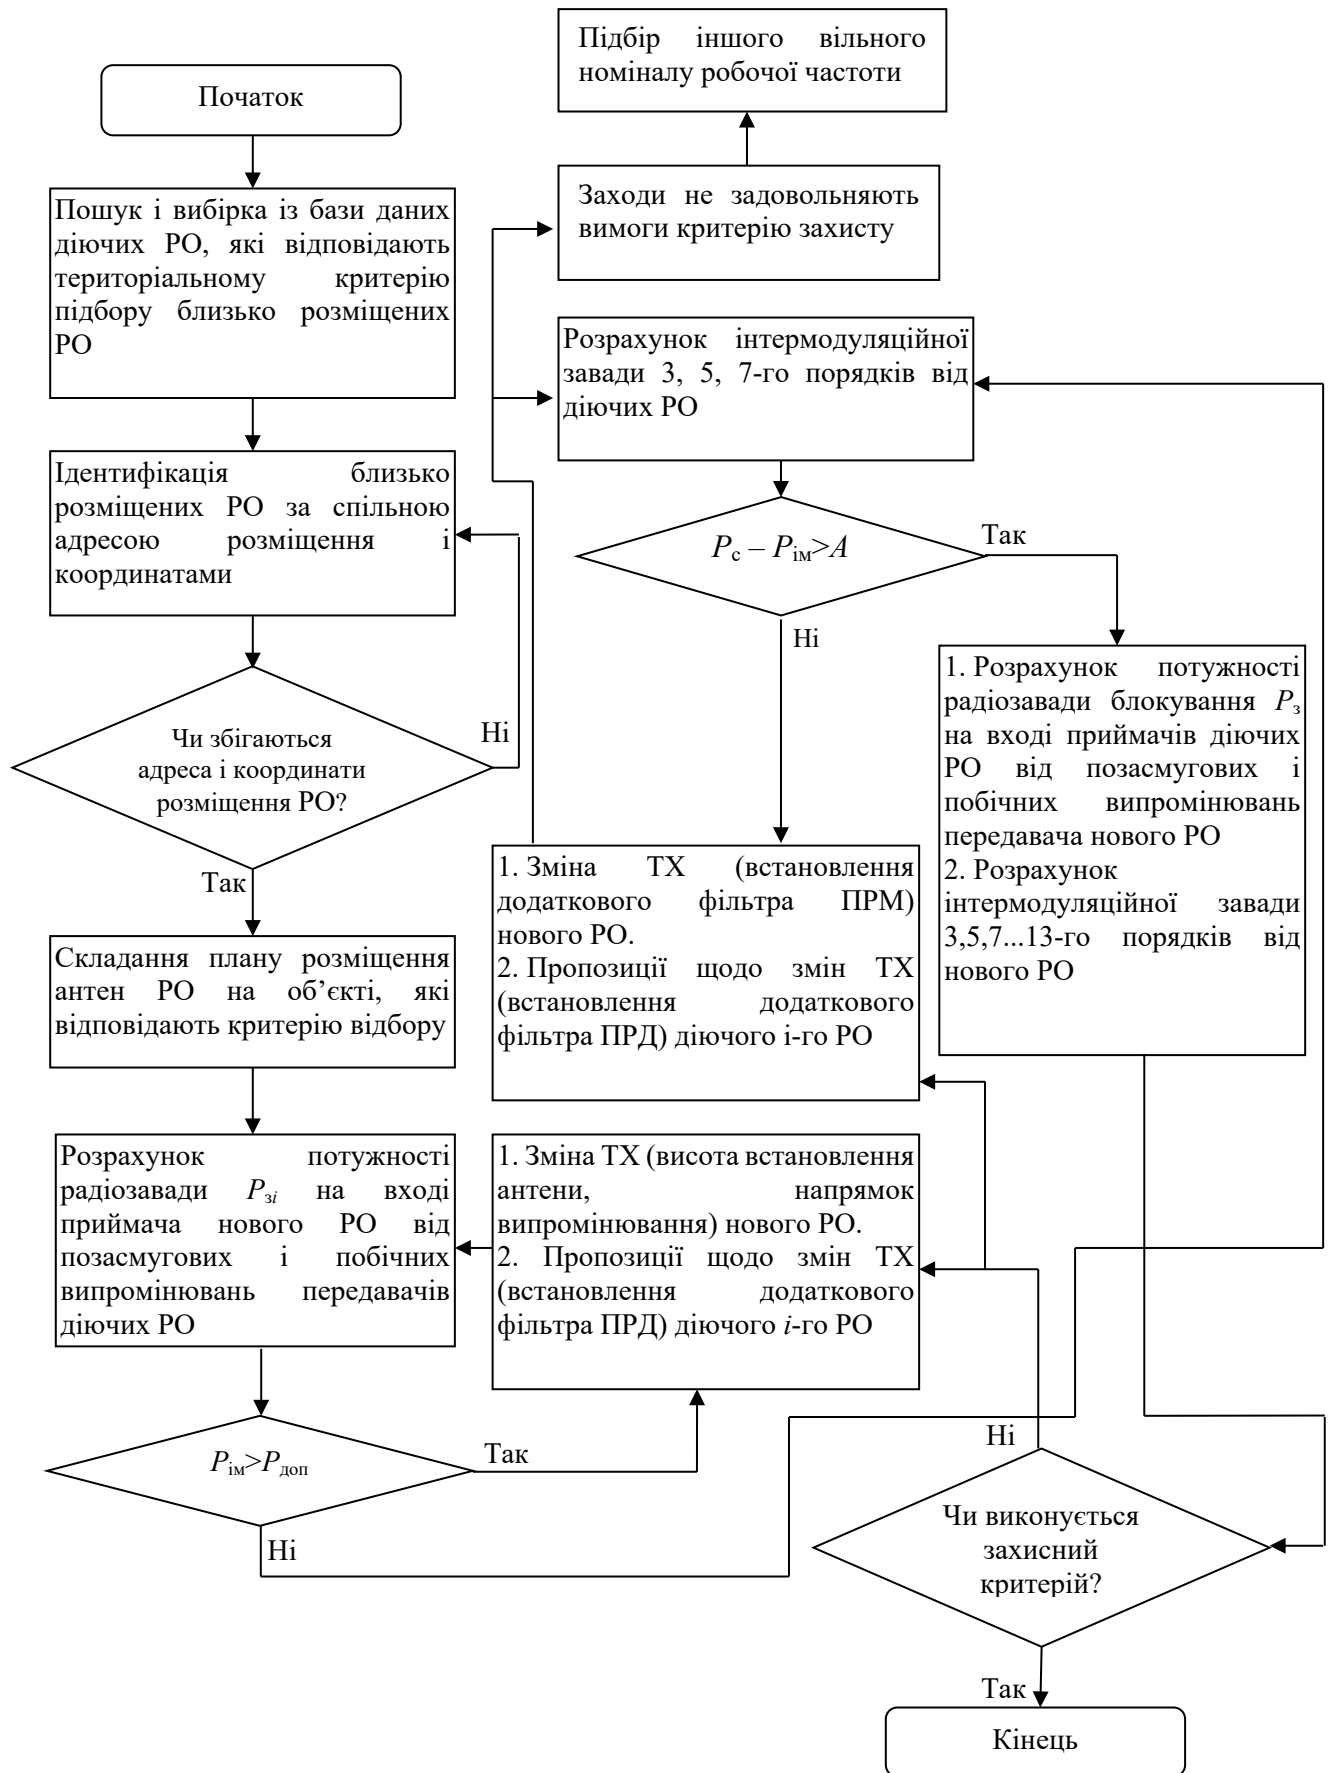 Початок
Пошук і вибірка із бази даних
діючих РО, які відповідають
територіальному критерію
підбору близько розміщених
РО
Ідентифікація близько
розміщених РО за спільною
адресою розміщення і
координатами
Чи збігаються
адреса і координати
розміщення РО?
Ні
Так
Складання плану розміщення
антен РО на об’єкті, які
відповідають критерію відбору
Розрахунок потужності
радіозавади Pзі на вході
приймача нового РО від
позасмугових і побічних
випромінювань передавачів
діючих РО
Pім>Pдоп
Так
Ні
Підбір іншого вільного
номіналу робочої частоти
Заходи не задовольняють
вимоги критерію захисту
Розрахунок інтермодуляційної
завади 3, 5, 7-го порядків від
діючих РО
Pс – Pім>A
Так
Ні
1. Зміна ТХ (встановлення
додаткового фільтра ПРМ)
нового РО.
2. Пропозиції щодо змін ТХ
(встановлення додаткового
фільтра ПРД) діючого і-го РО
1. Зміна ТХ (висота встановлення
антени, напрямок
випромінювання) нового РО.
2. Пропозиції щодо змін ТХ
(встановлення додаткового
фільтра ПРД) діючого і-го РО
1. Розрахунок потужності
радіозавади блокування Pз
на вході приймачів діючих
РО від позасмугових і
побічних випромінювань
передавача нового РО
2. Розрахунок
інтермодуляційної завади
3,5,7...13-го порядків від
нового РО
Ні
Чи виконується
захисний
критерій?
Так
Кінець